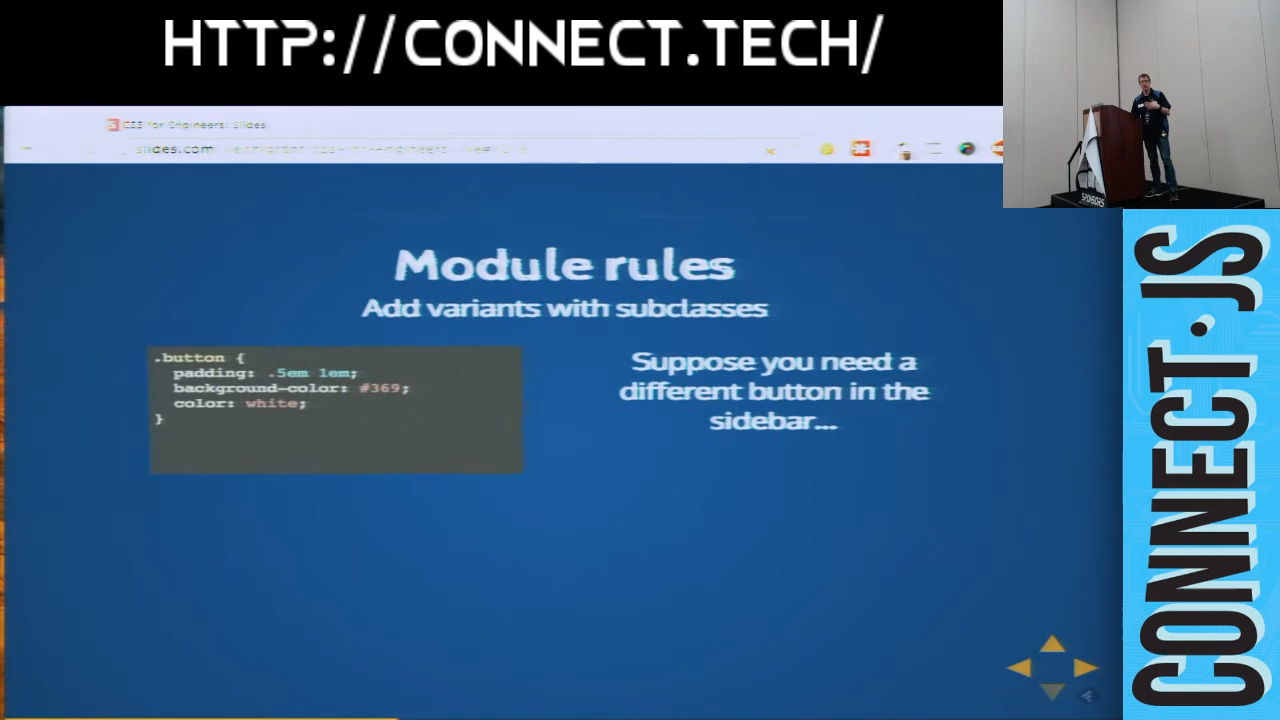 HTTP://CONNECT.TECH/
CSS for Engineers: Slides
slides.com
Module rules
Add variants with subclasses
.button {
padding: .5em 1em;
background-color: #369;
color: white;
}
Suppose you need a
different button in the
sidebar...
SPONSORS
CONNECT.JS